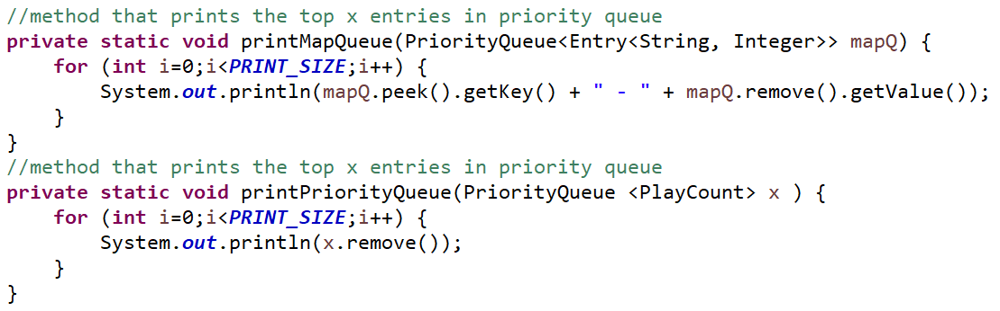 //method that prints the top x entries in priority queue
private static void printMapQueue(PriorityQueue<Entry<String, Integer>> mapQ) {
    for (int i=0;i<PRINT_SIZE;i++) {
        System.out.println(mapQ.peek().getKey() + " - " + mapQ.remove().getValue());
    }
}
//method that prints the top x entries in priority queue
private static void printPriorityQueue(PriorityQueue <PlayCount> x ) {
    for (int i=0;i<PRINT_SIZE;i++) {
        System.out.println(x.remove());
    }
}